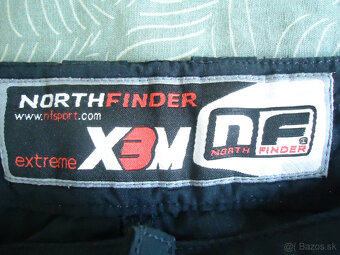 NORTHFINDER
www.nfsport.com
extreme X3M
nF
NORTH FINDER
Bazos.sk